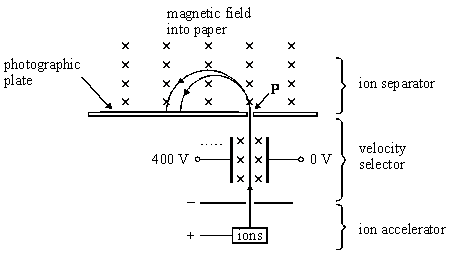 magnetic field
into paper
photographic
plate
P
ion separator
400 V
0 V
velocity
selector
−
+
ions
ion accelerator